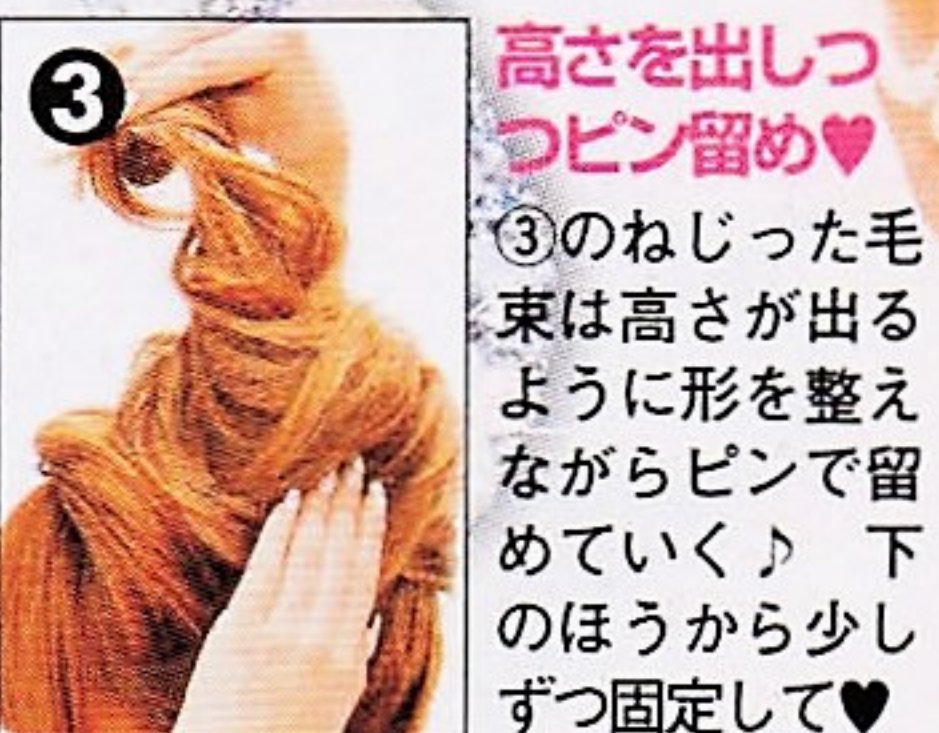 3
高さを出しつ
つピン留め♥
③のねじった毛
束は高さが出る
ように形を整え
ながらピンで留
めていく♪　下
のほうから少し
ずつ固定して♥